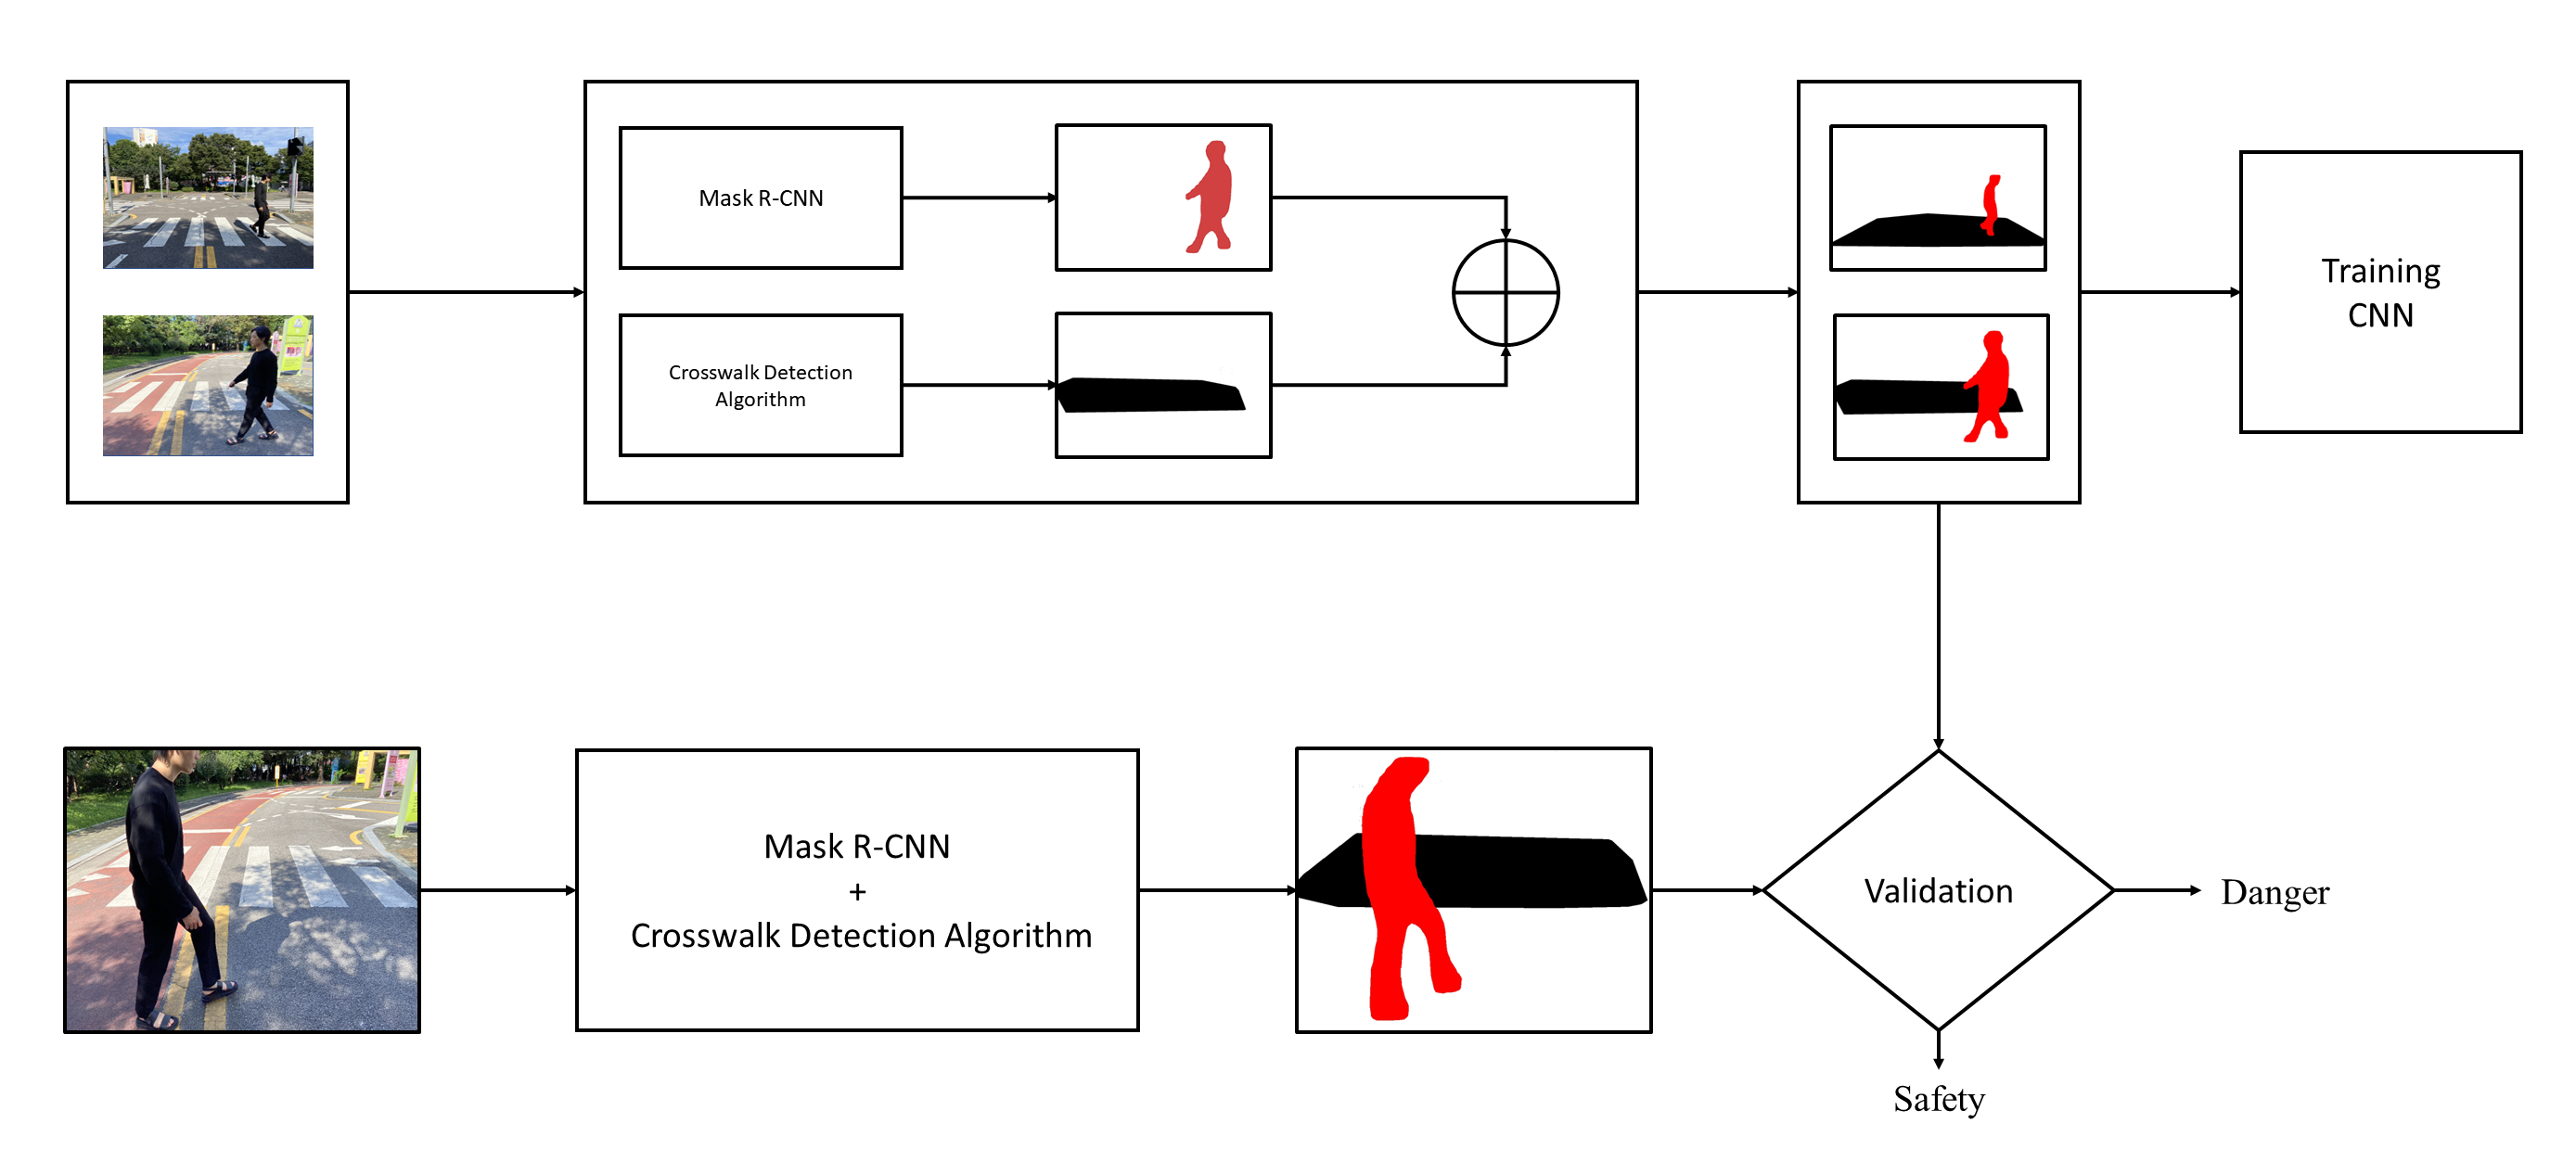 Mask R-CNN
Crosswalk Detection
Algorithm
Training
CNN
Mask R-CNN
+
Crosswalk Detection Algorithm
Validation
Danger
Safety